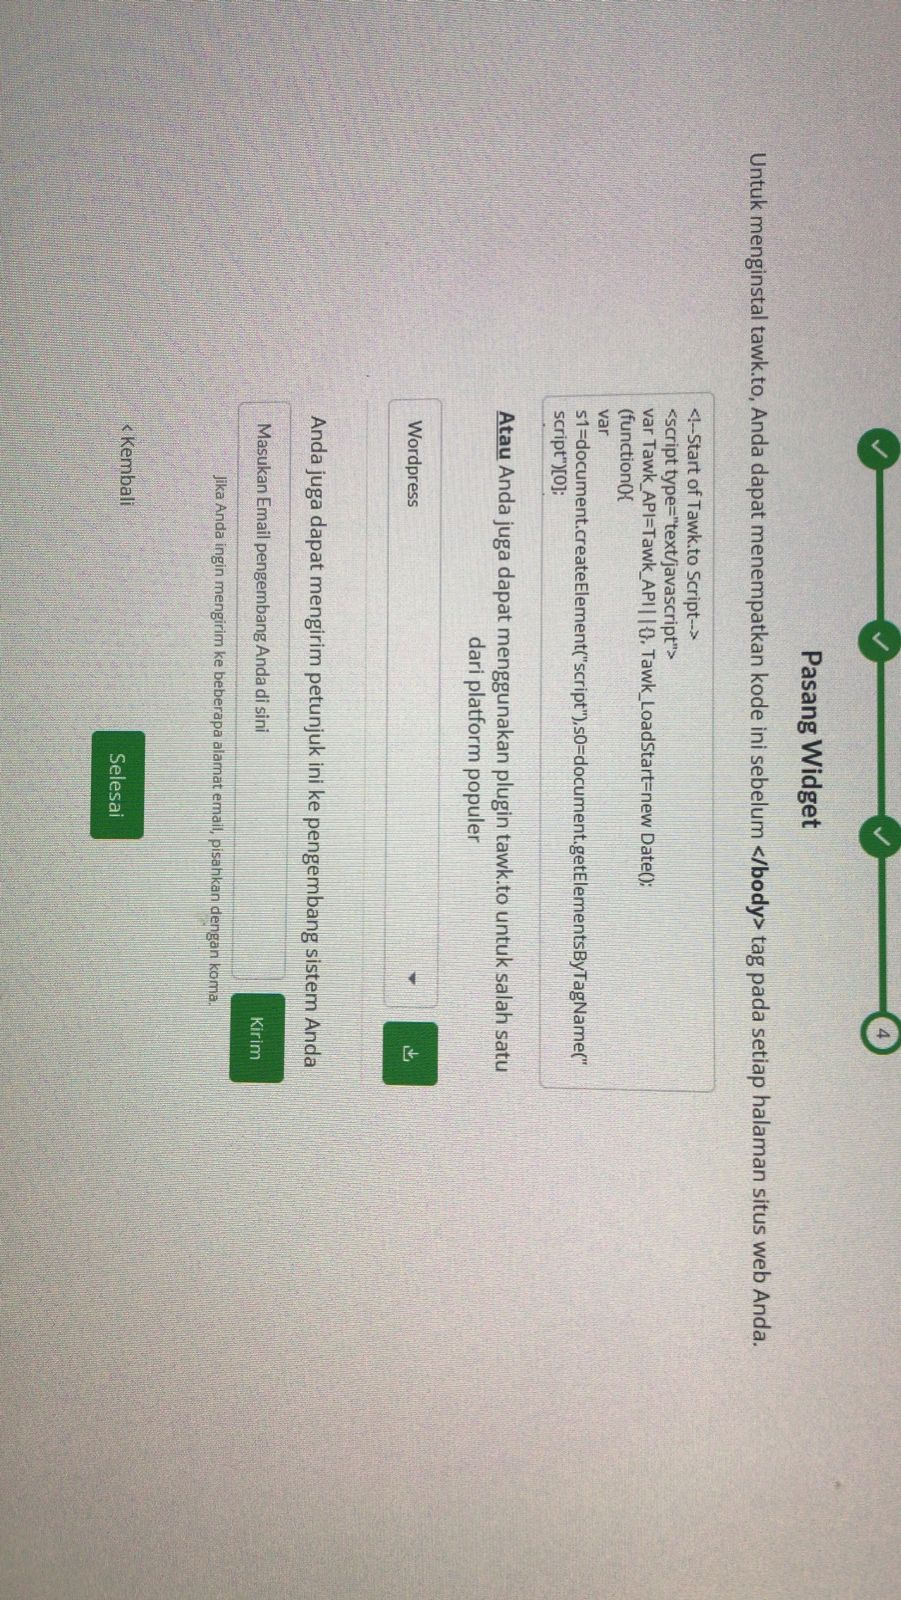 4
Pasang Widget
Untuk menginstal tawk.to, Anda dapat menempatkan kode ini sebelum </body> tag pada setiap halaman situs web Anda.
<!--Start of Tawk.to Script-->
<script type="text/javascript">
var Tawk_API=Tawk_API||{}, Tawk_LoadStart=new Date();
(function(){
var
s1=document.createElement("script"),s0=document.getElementsByTagName("
script")[0];
Atau Anda juga dapat menggunakan plugin tawk.to untuk salah satu
dari platform populer
Wordpress
Anda juga dapat mengirim petunjuk ini ke pengembang sistem Anda
Masukan Email pengembang Anda di sini
Kirim
Jika Anda ingin mengirim ke beberapa alamat email, pisahkan dengan koma.
< Kembali
Selesai